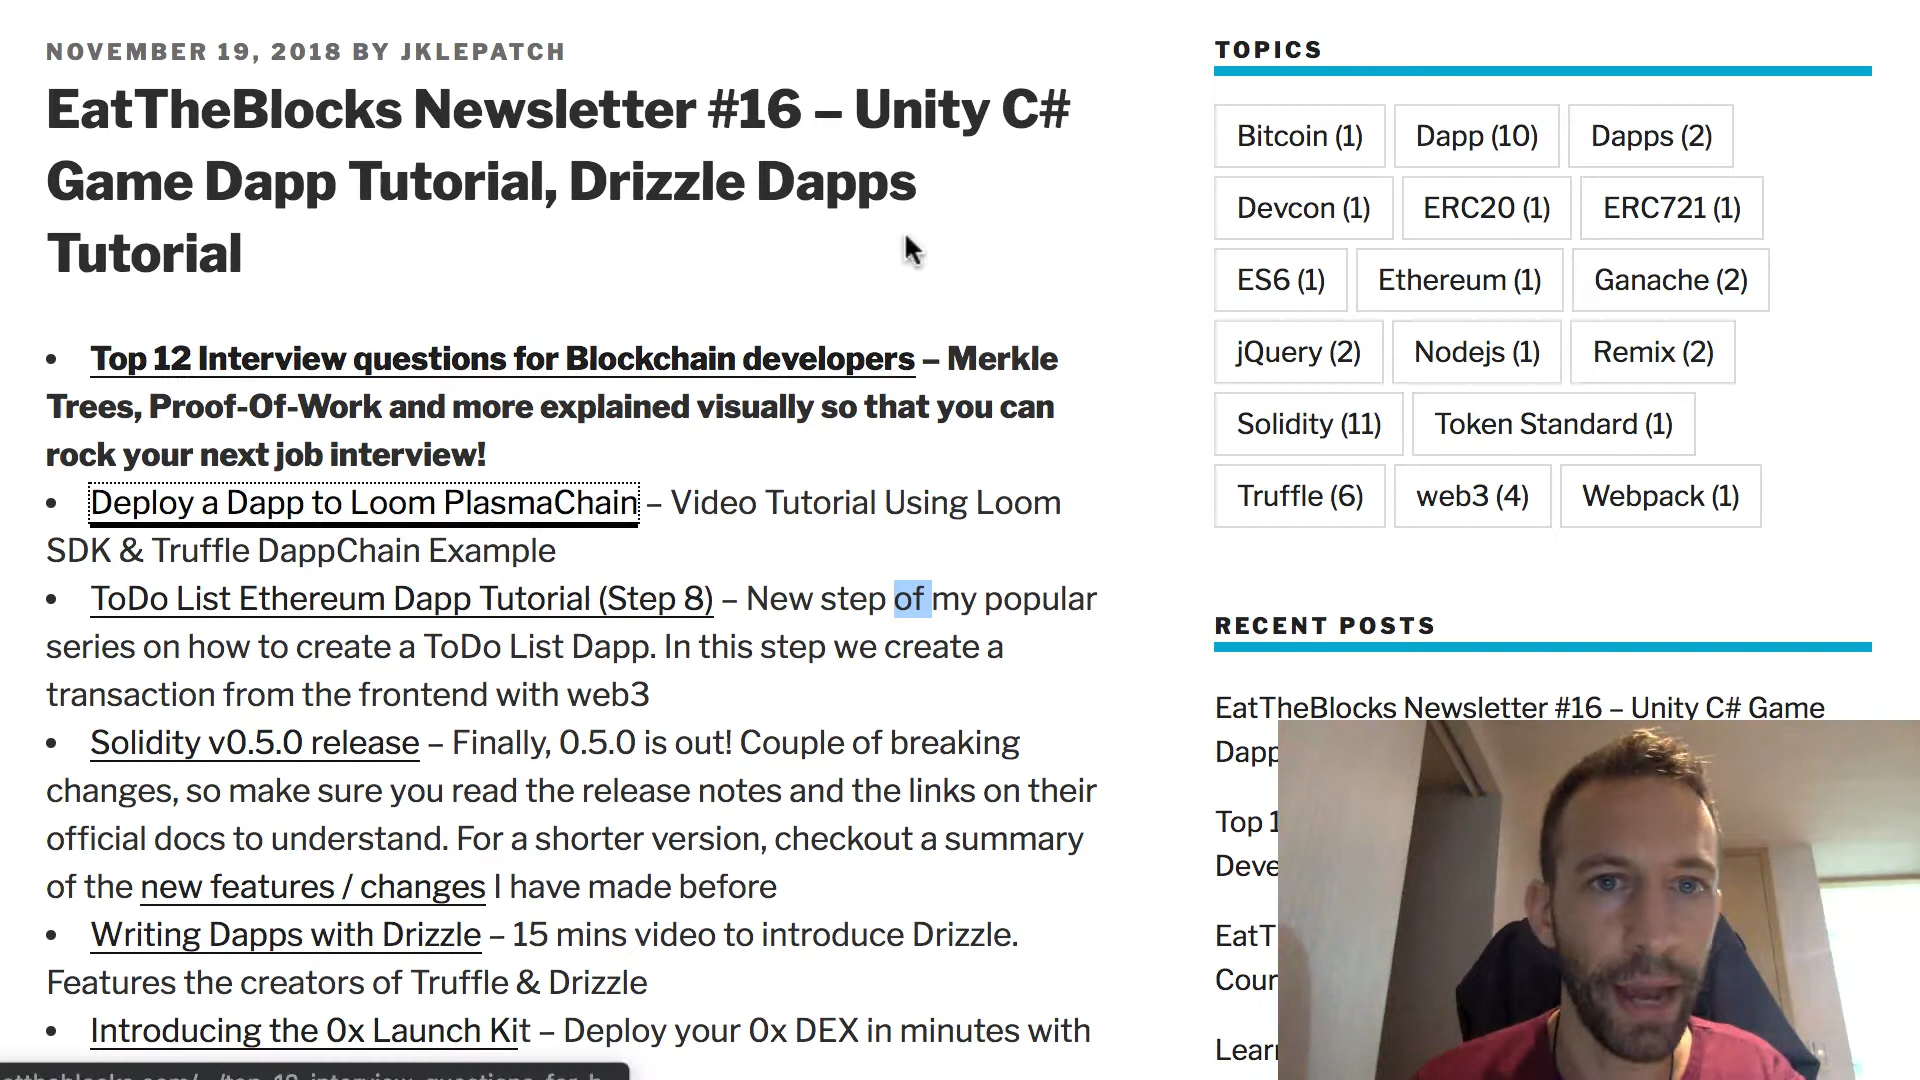 NOVEMBER 19, 2018 BY JKLEPATCH
EatTheBlocks Newsletter #16 – Unity C#
Game Dapp Tutorial, Drizzle Dapps
Tutorial
• Top 12 Interview questions for Blockchain developers – Merkle
Trees, Proof-Of-Work and more explained visually so that you can
rock your next job interview!
• Deploy a Dapp to Loom PlasmaChain – Video Tutorial Using Loom
SDK & Truffle DappChain Example
• ToDo List Ethereum Dapp Tutorial (Step 8) – New step of my popular
series on how to create a ToDo List Dapp. In this step we create a
transaction from the frontend with web3
• Solidity v0.5.0 release – Finally, 0.5.0 is out! Couple of breaking
changes, so make sure you read the release notes and the links on their
official docs to understand. For a shorter version, checkout a summary
of the new features / changes I have made before
• Writing Dapps with Drizzle – 15 mins video to introduce Drizzle.
Features the creators of Truffle & Drizzle
• Introducing the 0x Launch Kit – Deploy your 0x DEX in minutes with
TOPICS
Bitcoin (1) Dapp (10) Dapps (2)
Devcon (1) ERC20 (1) ERC721 (1)
ES6 (1) Ethereum (1) Ganache (2)
jQuery (2) Nodejs (1) Remix (2)
Solidity (11) Token Standard (1)
Truffle (6) web3 (4) Webpack (1)
RECENT POSTS
EatTheBlocks Newsletter #16 – Unity C# Game
Dapp
Top 1
Deve
EatT
Cour
Lear